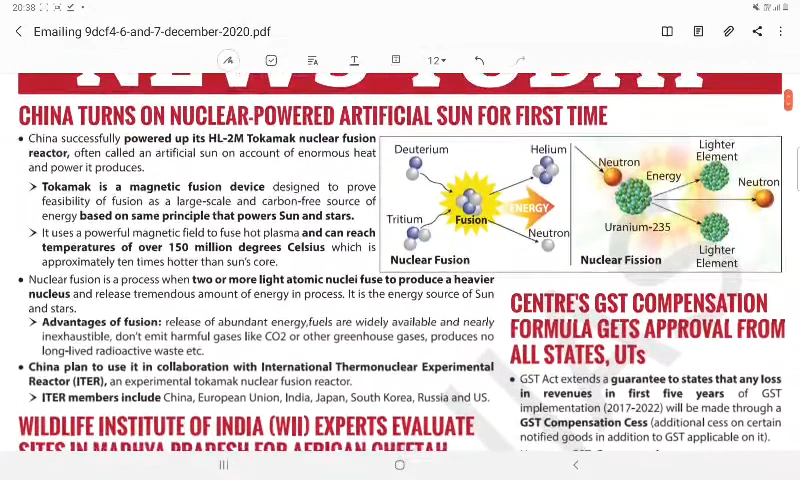 20:38
Emailing 9dcf4-6-and-7-december-2020.pdf
12
NEWS TODAY
CHINA TURNS ON NUCLEAR-POWERED ARTIFICIAL SUN FOR FIRST TIME
• China successfully powered up its HL-2M Tokamak nuclear fusion
reactor, often called an artificial sun on account of enormous heat
and power it produces.
➤ Tokamak is a magnetic fusion device designed to prove
feasibility of fusion as a large-scale and carbon-free source of
energy based on same principle that powers Sun and stars.
➤ It uses a powerful magnetic field to fuse hot plasma and can reach
temperatures of over 150 million degrees Celsius which is
approximately ten times hotter than sun's core.
Deuterium
Helium
Tritium
Fusion
ENERGY
Neutron
Nuclear Fusion
Neutron
Energy
Lighter
Element
Neutron
Uranium-235
Lighter
Element
Nuclear Fission
• Nuclear fusion is a process when two or more light atomic nuclei fuse to produce a heavier
nucleus and release tremendous amount of energy in process. It is the energy source of Sun
and stars.
➤ Advantages of fusion: release of abundant energy,fuels are widely available and nearly
inexhaustible, don't emit harmful gases like CO2 or other greenhouse gases, produces no
long-lived radioactive waste etc.
• China plan to use it in collaboration with International Thermonuclear Experimental
Reactor (ITER), an experimental tokamak nuclear fusion reactor.
➤ ITER members include China, European Union, India, Japan, South Korea, Russia and US.
WILDLIFE INSTITUTE OF INDIA (WII) EXPERTS EVALUATE
SITES IN MADHYA PRADESH FOR AFRICAN CHEETAH
CENTRE'S GST COMPENSATION
FORMULA GETS APPROVAL FROM
ALL STATES, UTs
• GST Act extends a guarantee to states that any loss
in revenues in first five years of GST
implementation (2017-2022) will be made through a
GST Compensation Cess (additional cess on certain
notified goods in addition to GST applicable on it).